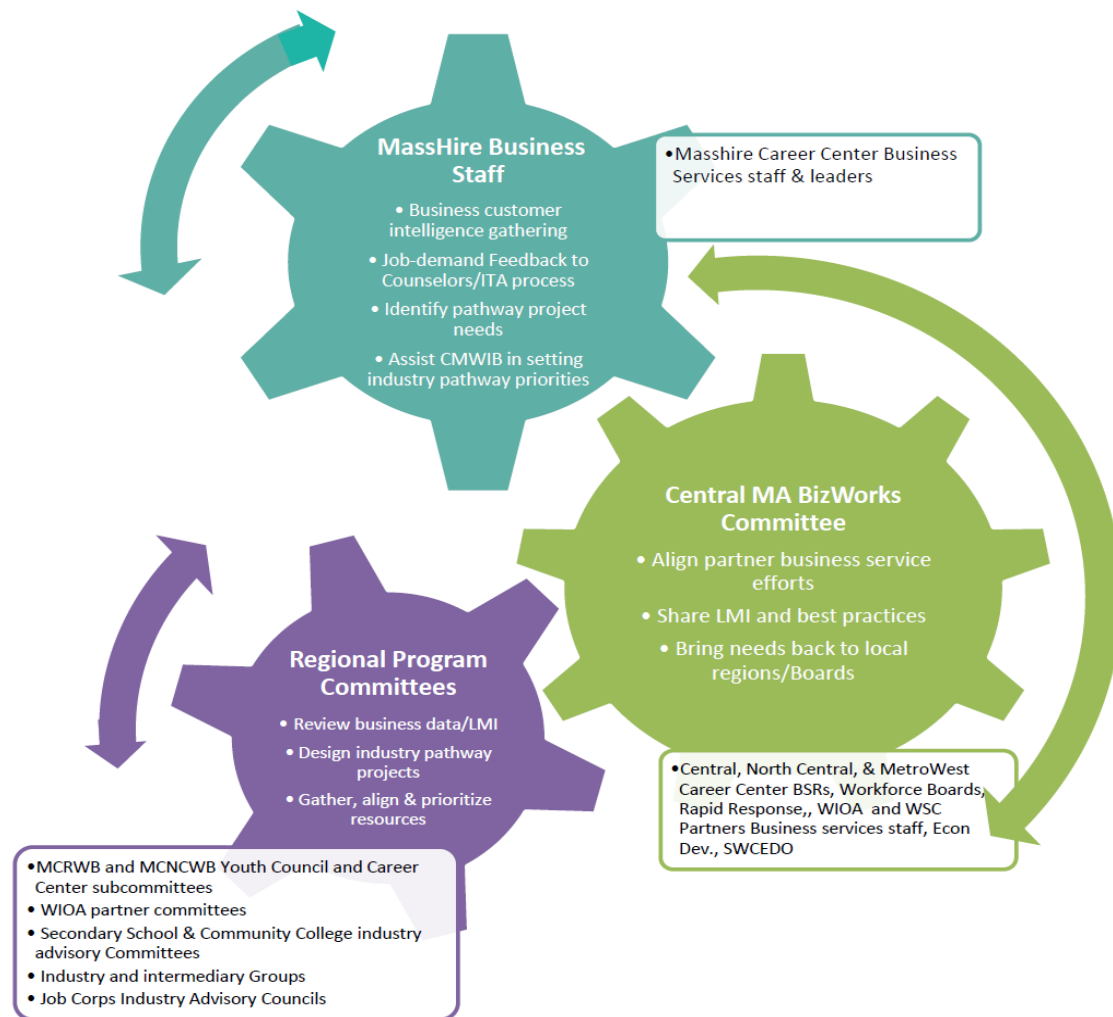 MassHire Business
Staff
• Business customer
intelligence gathering
• Job-demand Feedback to
Counselors/ITA process
• Identify pathway project
needs
• Assist CMWIB in setting
industry pathway priorities
•Masshire Career Center Business
Services staff & leaders
Central MA BizWorks
Committee
• Align partner business service
efforts
• Share LMI and best practices
• Bring needs back to local
regions/Boards
•Central, North Central, & MetroWest
Career Center BSRs, Workforce Boards,
Rapid Response,, WIOA and WSC
Partners Business services staff, Econ
Dev., SWCEDO
Regional Program
Committees
• Review business data/LMI
• Design industry pathway
projects
• Gather, align & prioritize
resources
•MCRWB and MCNCWB Youth Council and Career
Center subcommittees
• WIOA partner committees
• Secondary School & Community College industry
advisory Committees
• Industry and intermediary Groups
• Job Corps Industry Advisory Councils